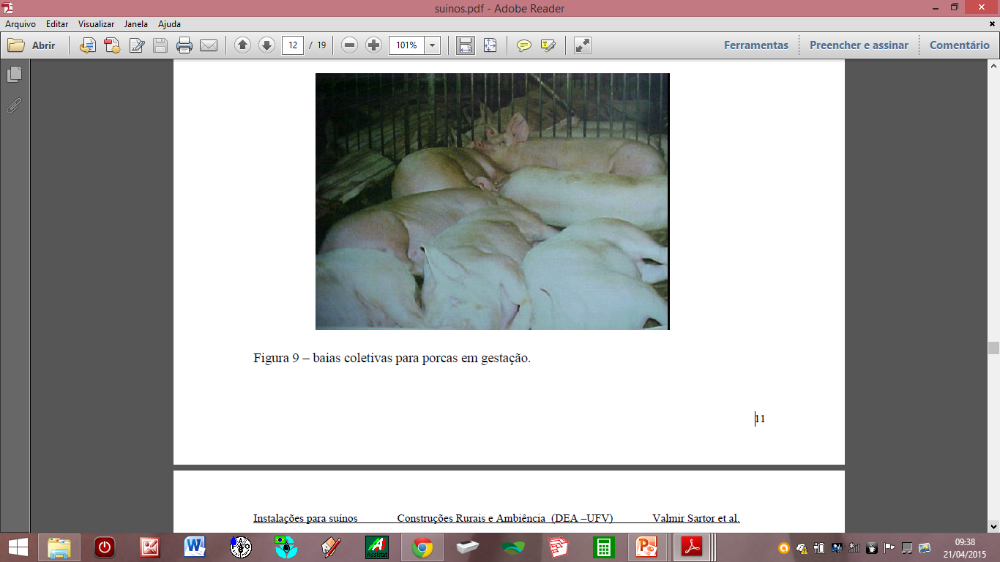 suinos.pdf - Adobe Reader
Arquivo Editar Visualizar Janela Ajuda
Abrir 12 / 19 101% Ferramentas Preencher e assinar Comentário
Figura 9 – baias coletivas para porcas em gestação.
11
Instalações para suínos Construções Rurais e Ambiência (DEA –UFV) Valmir Sartor et al.
Assistat
09:38
21/04/2015